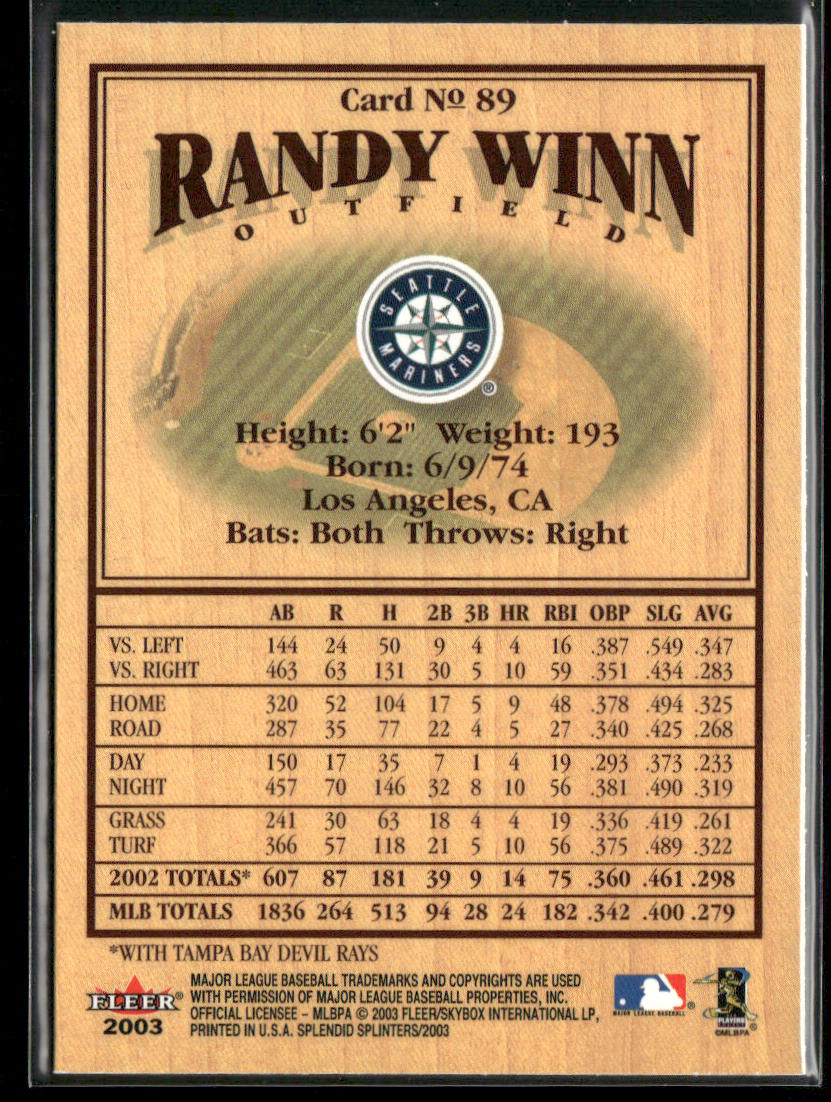 Card Nº 89
RANDY WINN
OUTFIELD
SEATTLE
MARINERS
®
Height: 6'2" Weight: 193
Born: 6/9/74
Los Angeles, CA
Bats: Both Throws: Right
AB R H 2B 3B HR RBI OBP SLG AVG
VS. LEFT 144 24 50 9 4 4 16 .387 .549 .347
VS. RIGHT 463 63 131 30 5 10 59 .351 .434 .283
HOME 320 52 104 17 5 9 48 .378 .494 .325
ROAD 287 35 77 22 4 5 27 .340 .425 .268
DAY 150 17 35 7 1 4 19 .293 .373 .233
NIGHT 457 70 146 32 8 10 56 .381 .490 .319
GRASS 241 30 63 18 4 4 19 .336 .419 .261
TURF 366 57 118 21 5 10 56 .375 .489 .322
2002 TOTALS* 607 87 181 39 9 14 75 .360 .461 .298
MLB TOTALS 1836 264 513 94 28 24 182 .342 .400 .279
*WITH TAMPA BAY DEVIL RAYS
FLEER®
2003
MAJOR LEAGUE BASEBALL TRADEMARKS AND COPYRIGHTS ARE USED
WITH PERMISSION OF MAJOR LEAGUE BASEBALL PROPERTIES, INC.
OFFICIAL LICENSEE – MLBPA © 2003 FLEER/SKYBOX INTERNATIONAL LP,
PRINTED IN U.S.A. SPLENDID SPLINTERS/2003
MAJOR LEAGUE BASEBALL ®
PLAYERS
®
©MLBPA